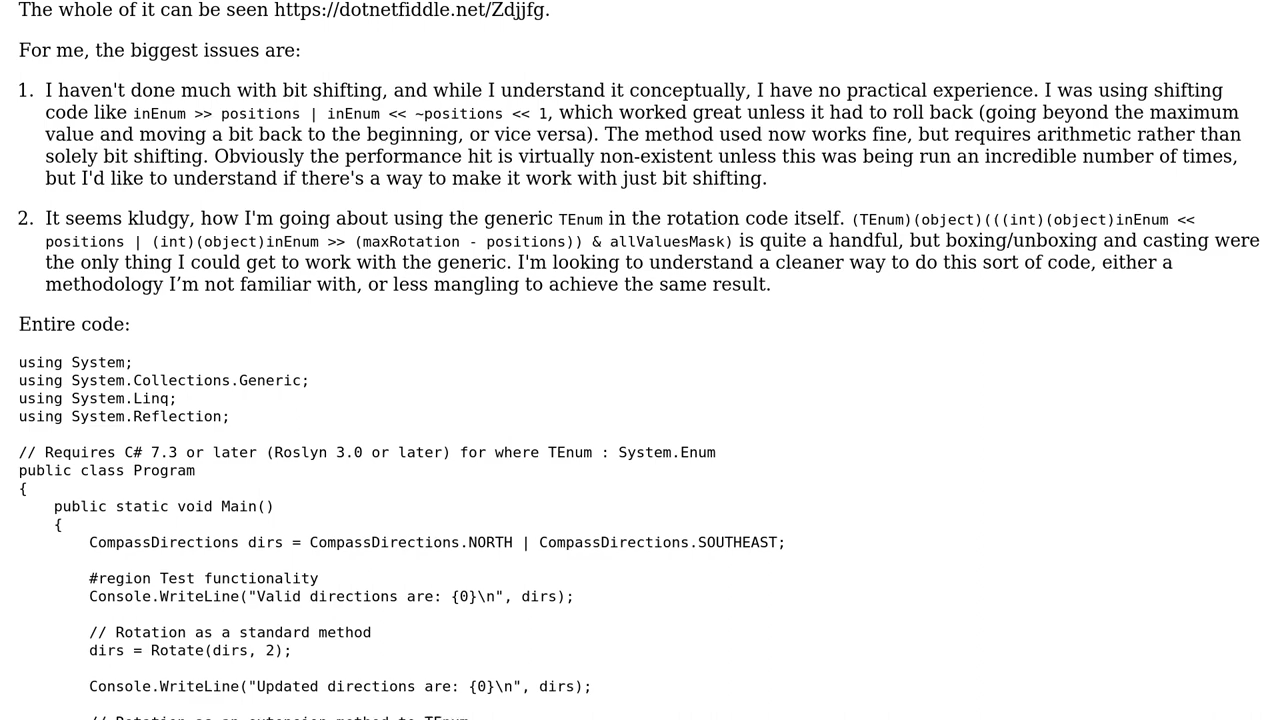 The whole of it can be seen https://dotnetfiddle.net/Zdjjfg.
For me, the biggest issues are:
1. I haven't done much with bit shifting, and while I understand it conceptually, I have no practical experience. I was using shifting
code like inEnum >> positions | inEnum << ~positions << 1, which worked great unless it had to roll back (going beyond the maximum
value and moving a bit back to the beginning, or vice versa). The method used now works fine, but requires arithmetic rather than
solely bit shifting. Obviously the performance hit is virtually non-existent unless this was being run an incredible number of times,
but I'd like to understand if there's a way to make it work with just bit shifting.
2. It seems kludgy, how I'm going about using the generic TEnum in the rotation code itself. (TEnum)(object)(((int)(object)inEnum <<
positions | (int)(object)inEnum >> (maxRotation - positions)) & allValuesMask) is quite a handful, but boxing/unboxing and casting were
the only thing I could get to work with the generic. I'm looking to understand a cleaner way to do this sort of code, either a
methodology I’m not familiar with, or less mangling to achieve the same result.
Entire code:
using System;
using System.Collections.Generic;
using System.Linq;
using System.Reflection;
// Requires C# 7.3 or later (Roslyn 3.0 or later) for where TEnum : System.Enum
public class Program
{
    public static void Main()
    {
        CompassDirections dirs = CompassDirections.NORTH | CompassDirections.SOUTHEAST;
        #region Test functionality
        Console.WriteLine("Valid directions are: {0}\n", dirs);
        // Rotation as a standard method
        dirs = Rotate(dirs, 2);
        Console.WriteLine("Updated directions are: {0}\n", dirs);
        // Rotation as an extension method to TEnum